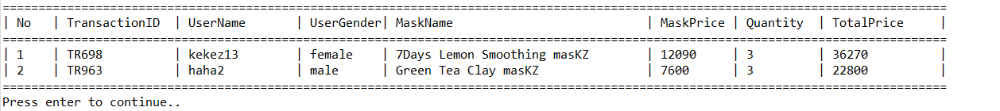 ====================================================================================================================================
| No    | TransactionID  | UserName       | UserGender| MaskName                           | MaskPrice | Quantity  | TotalPrice     |
====================================================================================================================================
| 1     | TR698          | kekez13        | female    | 7Days Lemon Smoothing masKZ        | 12090     | 3         | 36270          |
| 2     | TR963          | haha2          | male      | Green Tea Clay masKZ               | 7600      | 3         | 22800          |
====================================================================================================================================
Press enter to continue..